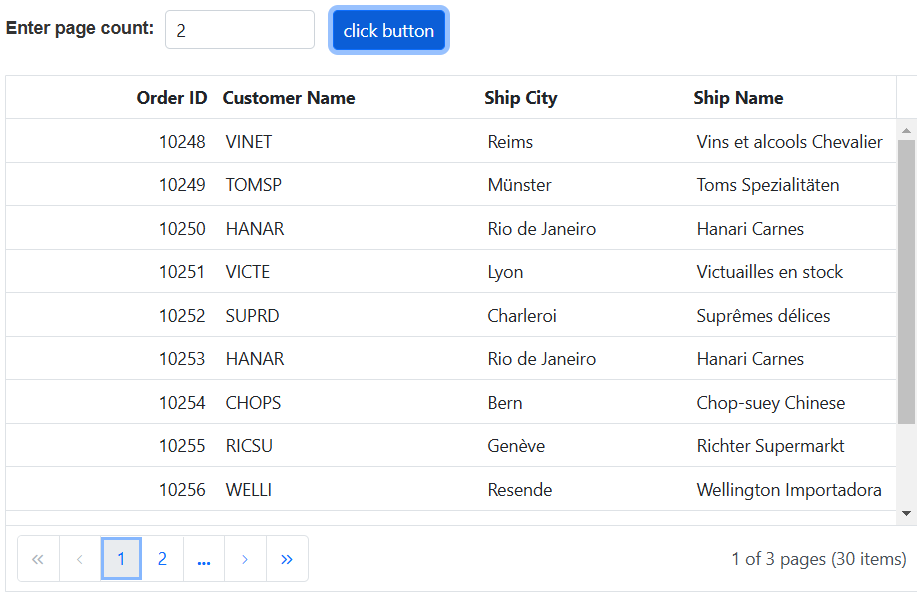 Enter page count: 2 click button
Order ID Customer Name Ship City Ship Name
10248 VINET Reims Vins et alcools Chevalier
10249 TOMSP Münster Toms Spezialitäten
10250 HANAR Rio de Janeiro Hanari Carnes
10251 VICTE Lyon Victuailles en stock
10252 SUPRD Charleroi Suprêmes délices
10253 HANAR Rio de Janeiro Hanari Carnes
10254 CHOPS Bern Chop-suey Chinese
10255 RICSU Genève Richter Supermarkt
10256 WELLI Resende Wellington Importadora
« ‹ 1 2 ... › » 1 of 3 pages (30 items)